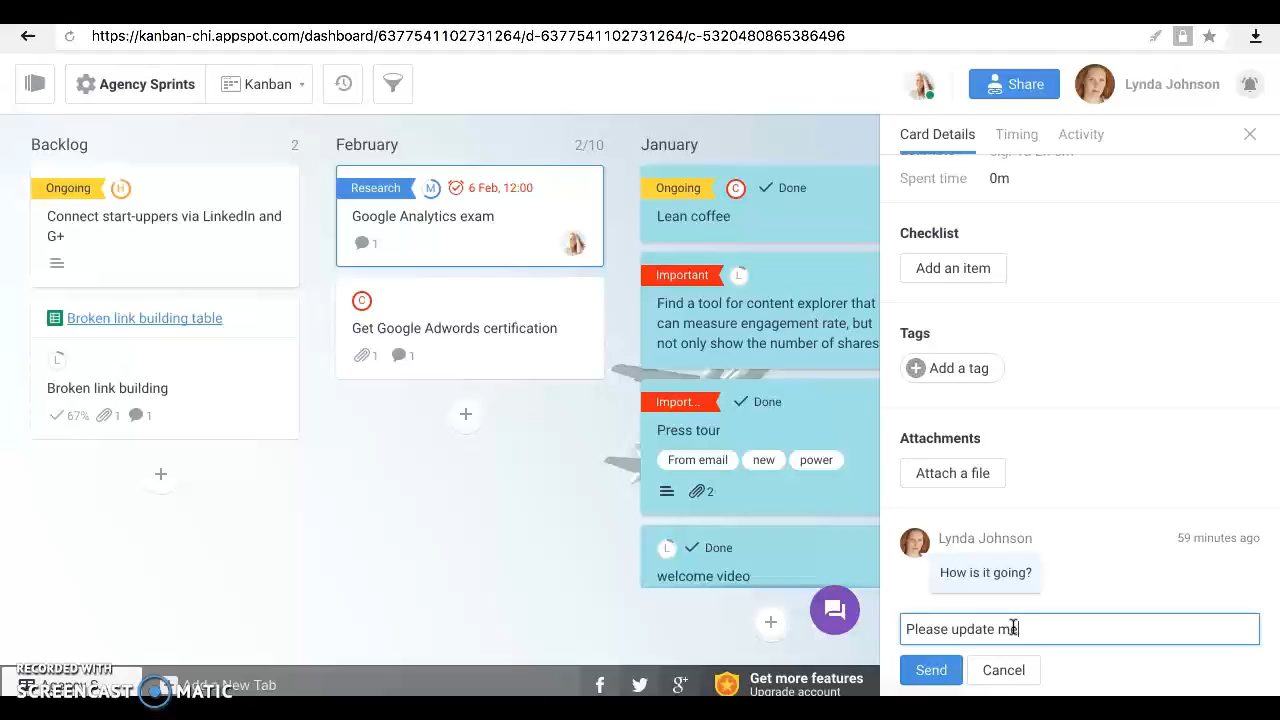 https://kanban-chi.appspot.com/dashboard/6377541102731264/d-6377541102731264/c-5320480865386496
Agency Sprints
Kanban
Share
Lynda Johnson
Backlog 2
Ongoing H
Connect start-uppers via LinkedIn and
G+
Broken link building table
L
Broken link building
67% 1 1
February 2/10
Research M 6 Feb, 12:00
Google Analytics exam
1
C
Get Google Adwords certification
1 1
January
Ongoing C Done
Lean coffee
Important L
Find a tool for content explorer that
can measure engagement rate, but
not only show the number of shares
Import... Done
Press tour
From email new power
2
L Done
welcome video
Card Details Timing Activity
Spent time 0m
Checklist
Add an item
Tags
Add a tag
Attachments
Attach a file
Lynda Johnson 59 minutes ago
How is it going?
Please update me
Send Cancel
Add a New Tab
Get more features
Upgrade account
RECORDED WITH
SCREENCAST MATIC